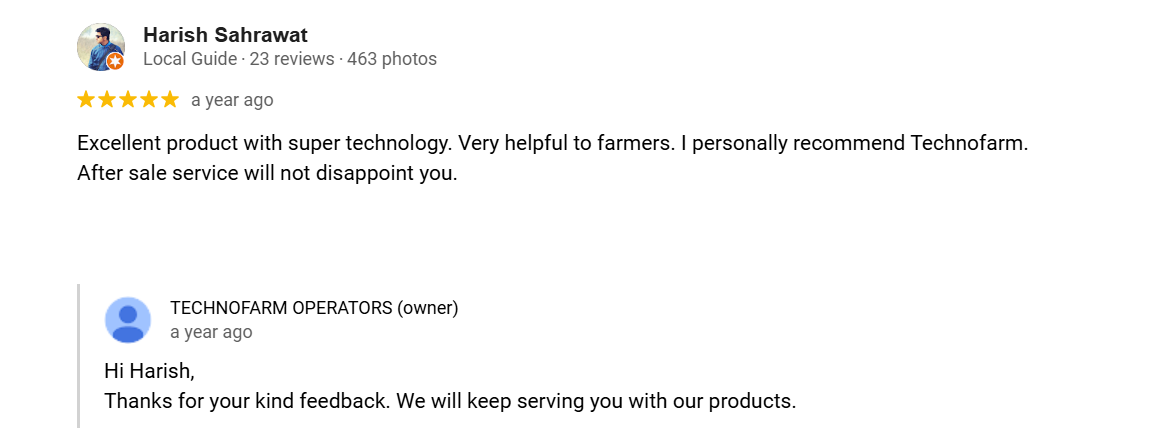 Harish Sahrawat
Local Guide · 23 reviews · 463 photos
a year ago
Excellent product with super technology. Very helpful to farmers. I personally recommend Technofarm.
After sale service will not disappoint you.
TECHNOFARM OPERATORS (owner)
a year ago
Hi Harish,
Thanks for your kind feedback. We will keep serving you with our products.